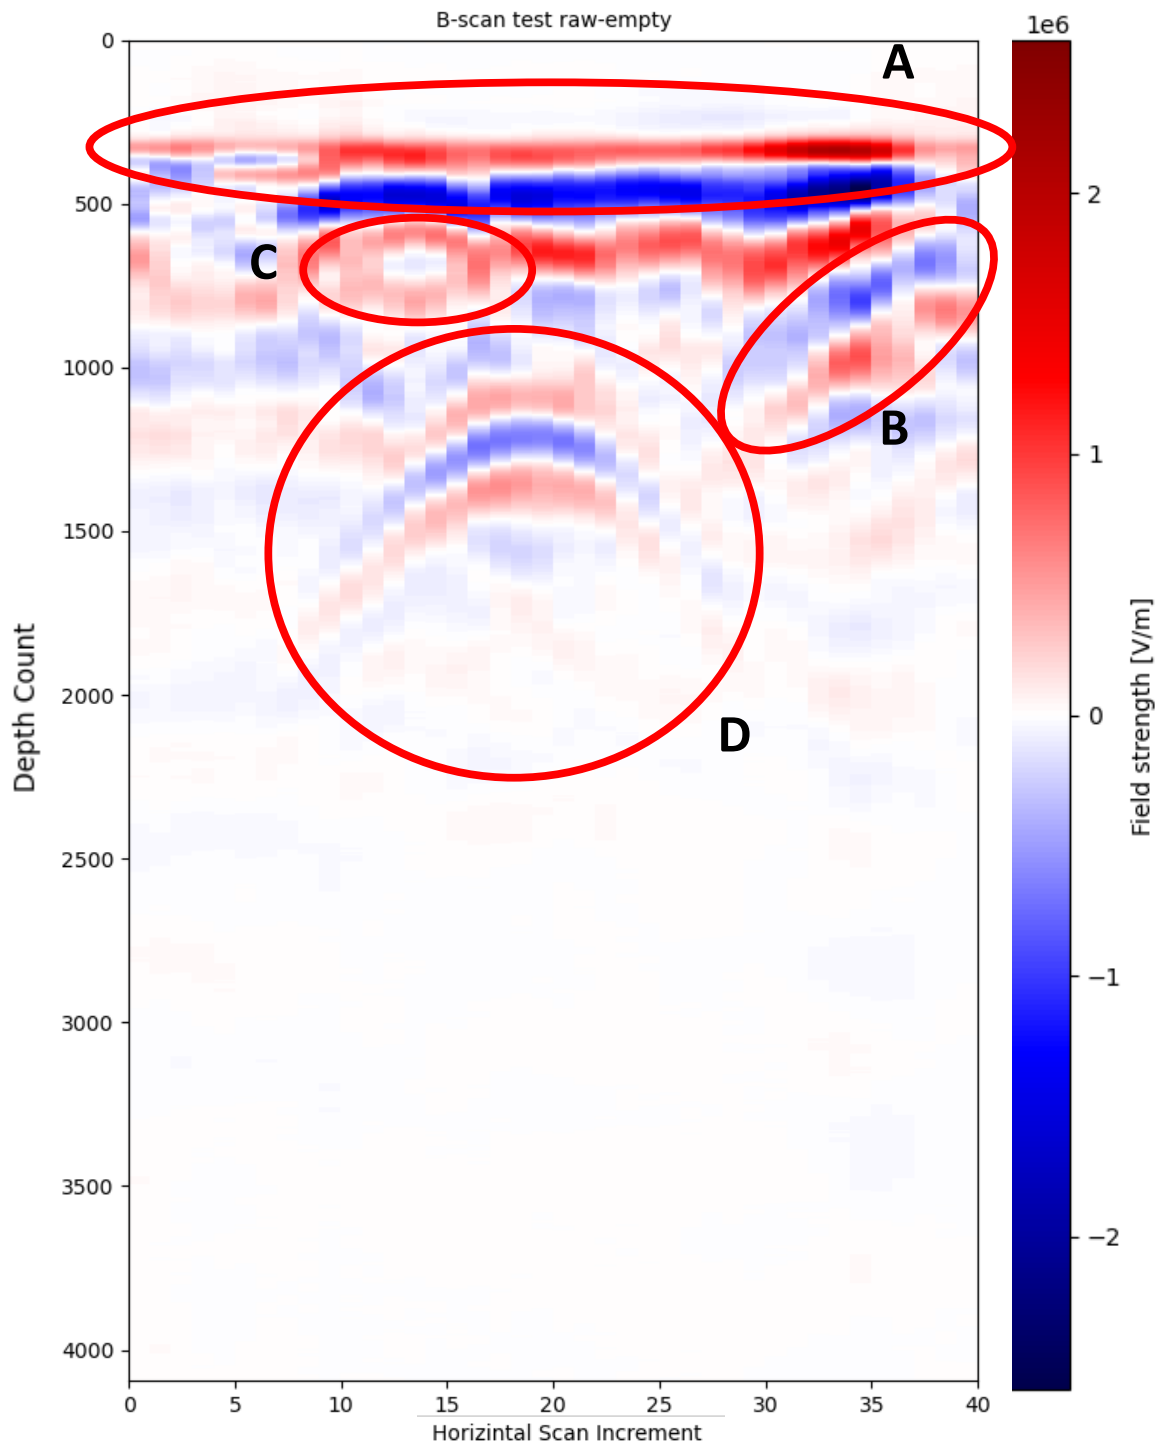 B-scan test raw-empty
1e6
A
B
C
D
0
500
1000
1500
2000
2500
3000
3500
4000
Depth Count
0 5 10 15 20 25 30 35 40
Horizintal Scan Increment
2
1
0
−1
−2
Field strength [V/m]